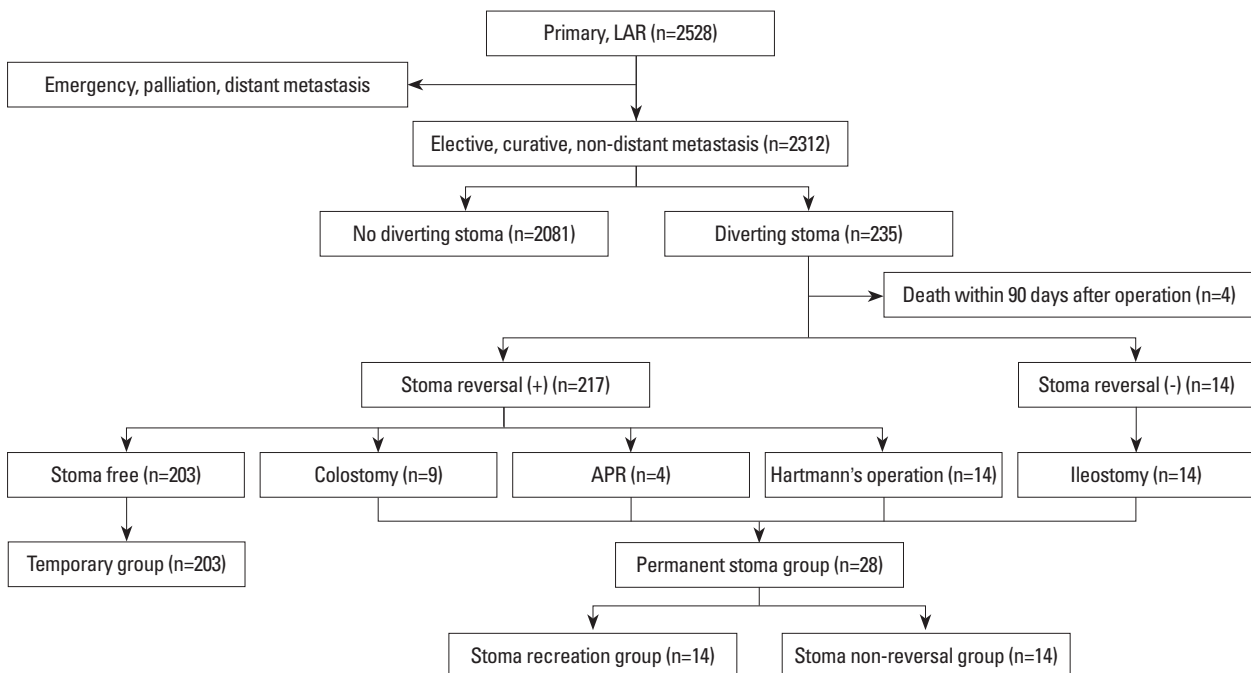 Primary, LAR (n=2528)
Emergency, palliation, distant metastasis
Elective, curative, non-distant metastasis (n=2312)
No diverting stoma (n=2081)
Diverting stoma (n=235)
Death within 90 days after operation (n=4)
Stoma reversal (+) (n=217)
Stoma reversal (-) (n=14)
Stoma free (n=203)
Colostomy (n=9)
APR (n=4)
Hartmann’s operation (n=14)
Ileostomy (n=14)
Temporary group (n=203)
Permanent stoma group (n=28)
Stoma recreation group (n=14)
Stoma non-reversal group (n=14)